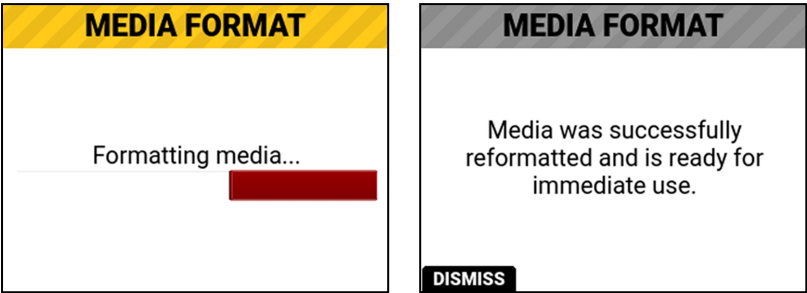 MEDIA FORMAT
Formatting media...
MEDIA FORMAT
Media was successfully
reformatted and is ready for
immediate use.
DISMISS